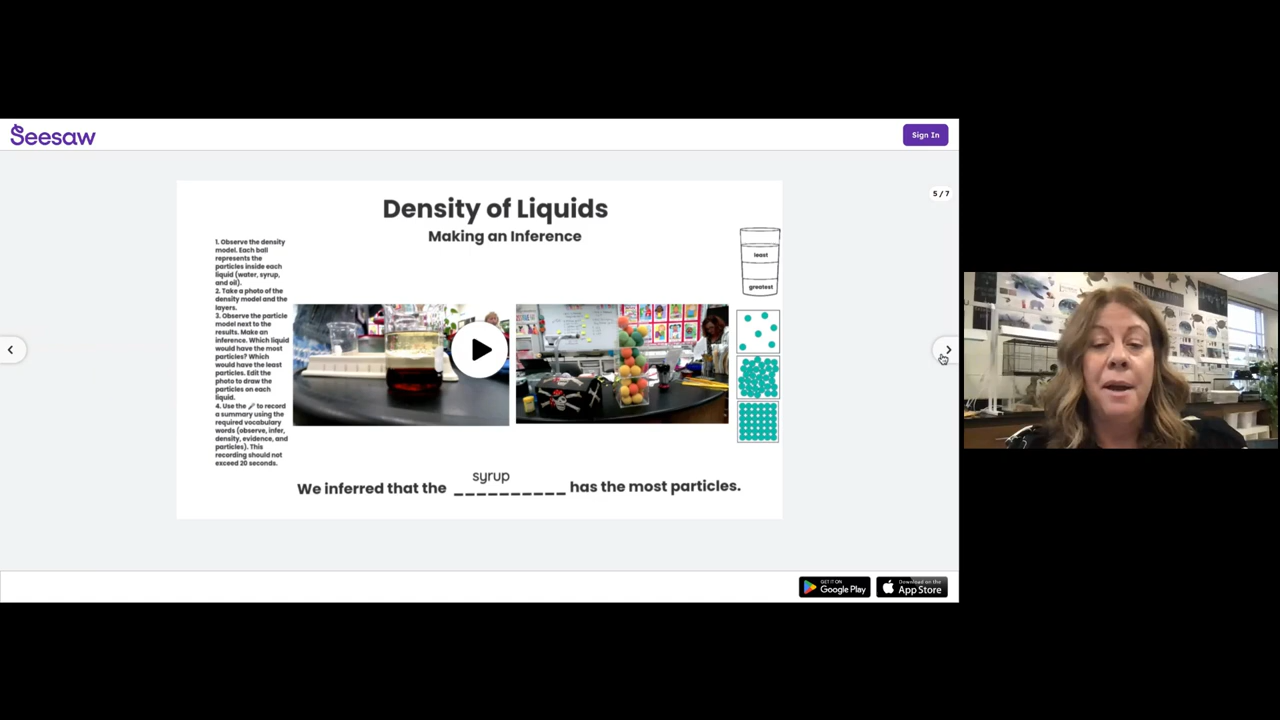 Seesaw
Sign In
5 / 7
Density of Liquids
Making an Inference
1. Observe the density
model. Each ball
represents the
particles inside each
liquid (water, syrup,
and oil).
2. Take a photo of the
density model and the
layers.
3. Observe the particle
model next to the
results. Make an
inference. Which liquid
would have the most
particles? Which
would have the least
particles. Edit the
photo to draw the
particles on each
liquid.
4. Use the to record
a summary using the
required vocabulary
words (observe, infer,
density, evidence, and
particles). This
recording should not
exceed 20 seconds.
least
greatest
syrup
We inferred that the __________ has the most particles.
GET IT ON
Google Play
Download on the
App Store